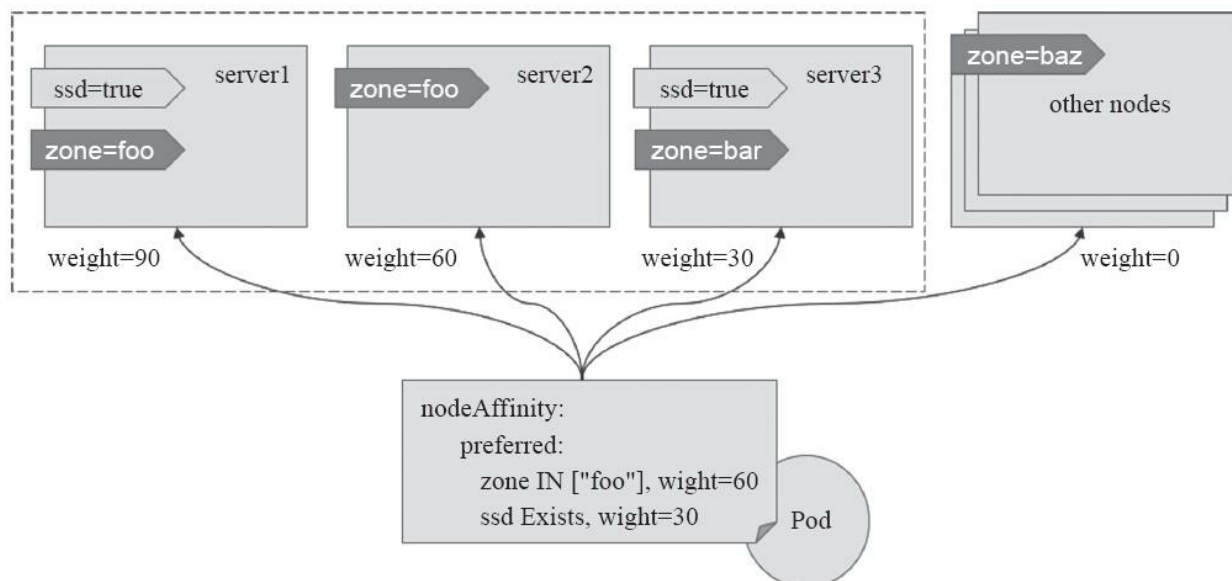 ssd=true
server1
zone=foo
zone=foo
server2
ssd=true
server3
zone=bar
zone=baz
other nodes
weight=90
weight=60
weight=30
weight=0
nodeAffinity:
preferred:
zone IN ["foo"], wight=60
ssd Exists, wight=30
Pod